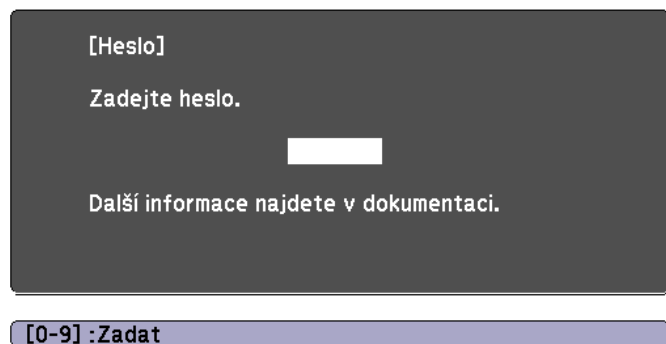 [Heslo]
Zadejte heslo.
Další informace najdete v dokumentaci.
[0-9] :Zadat